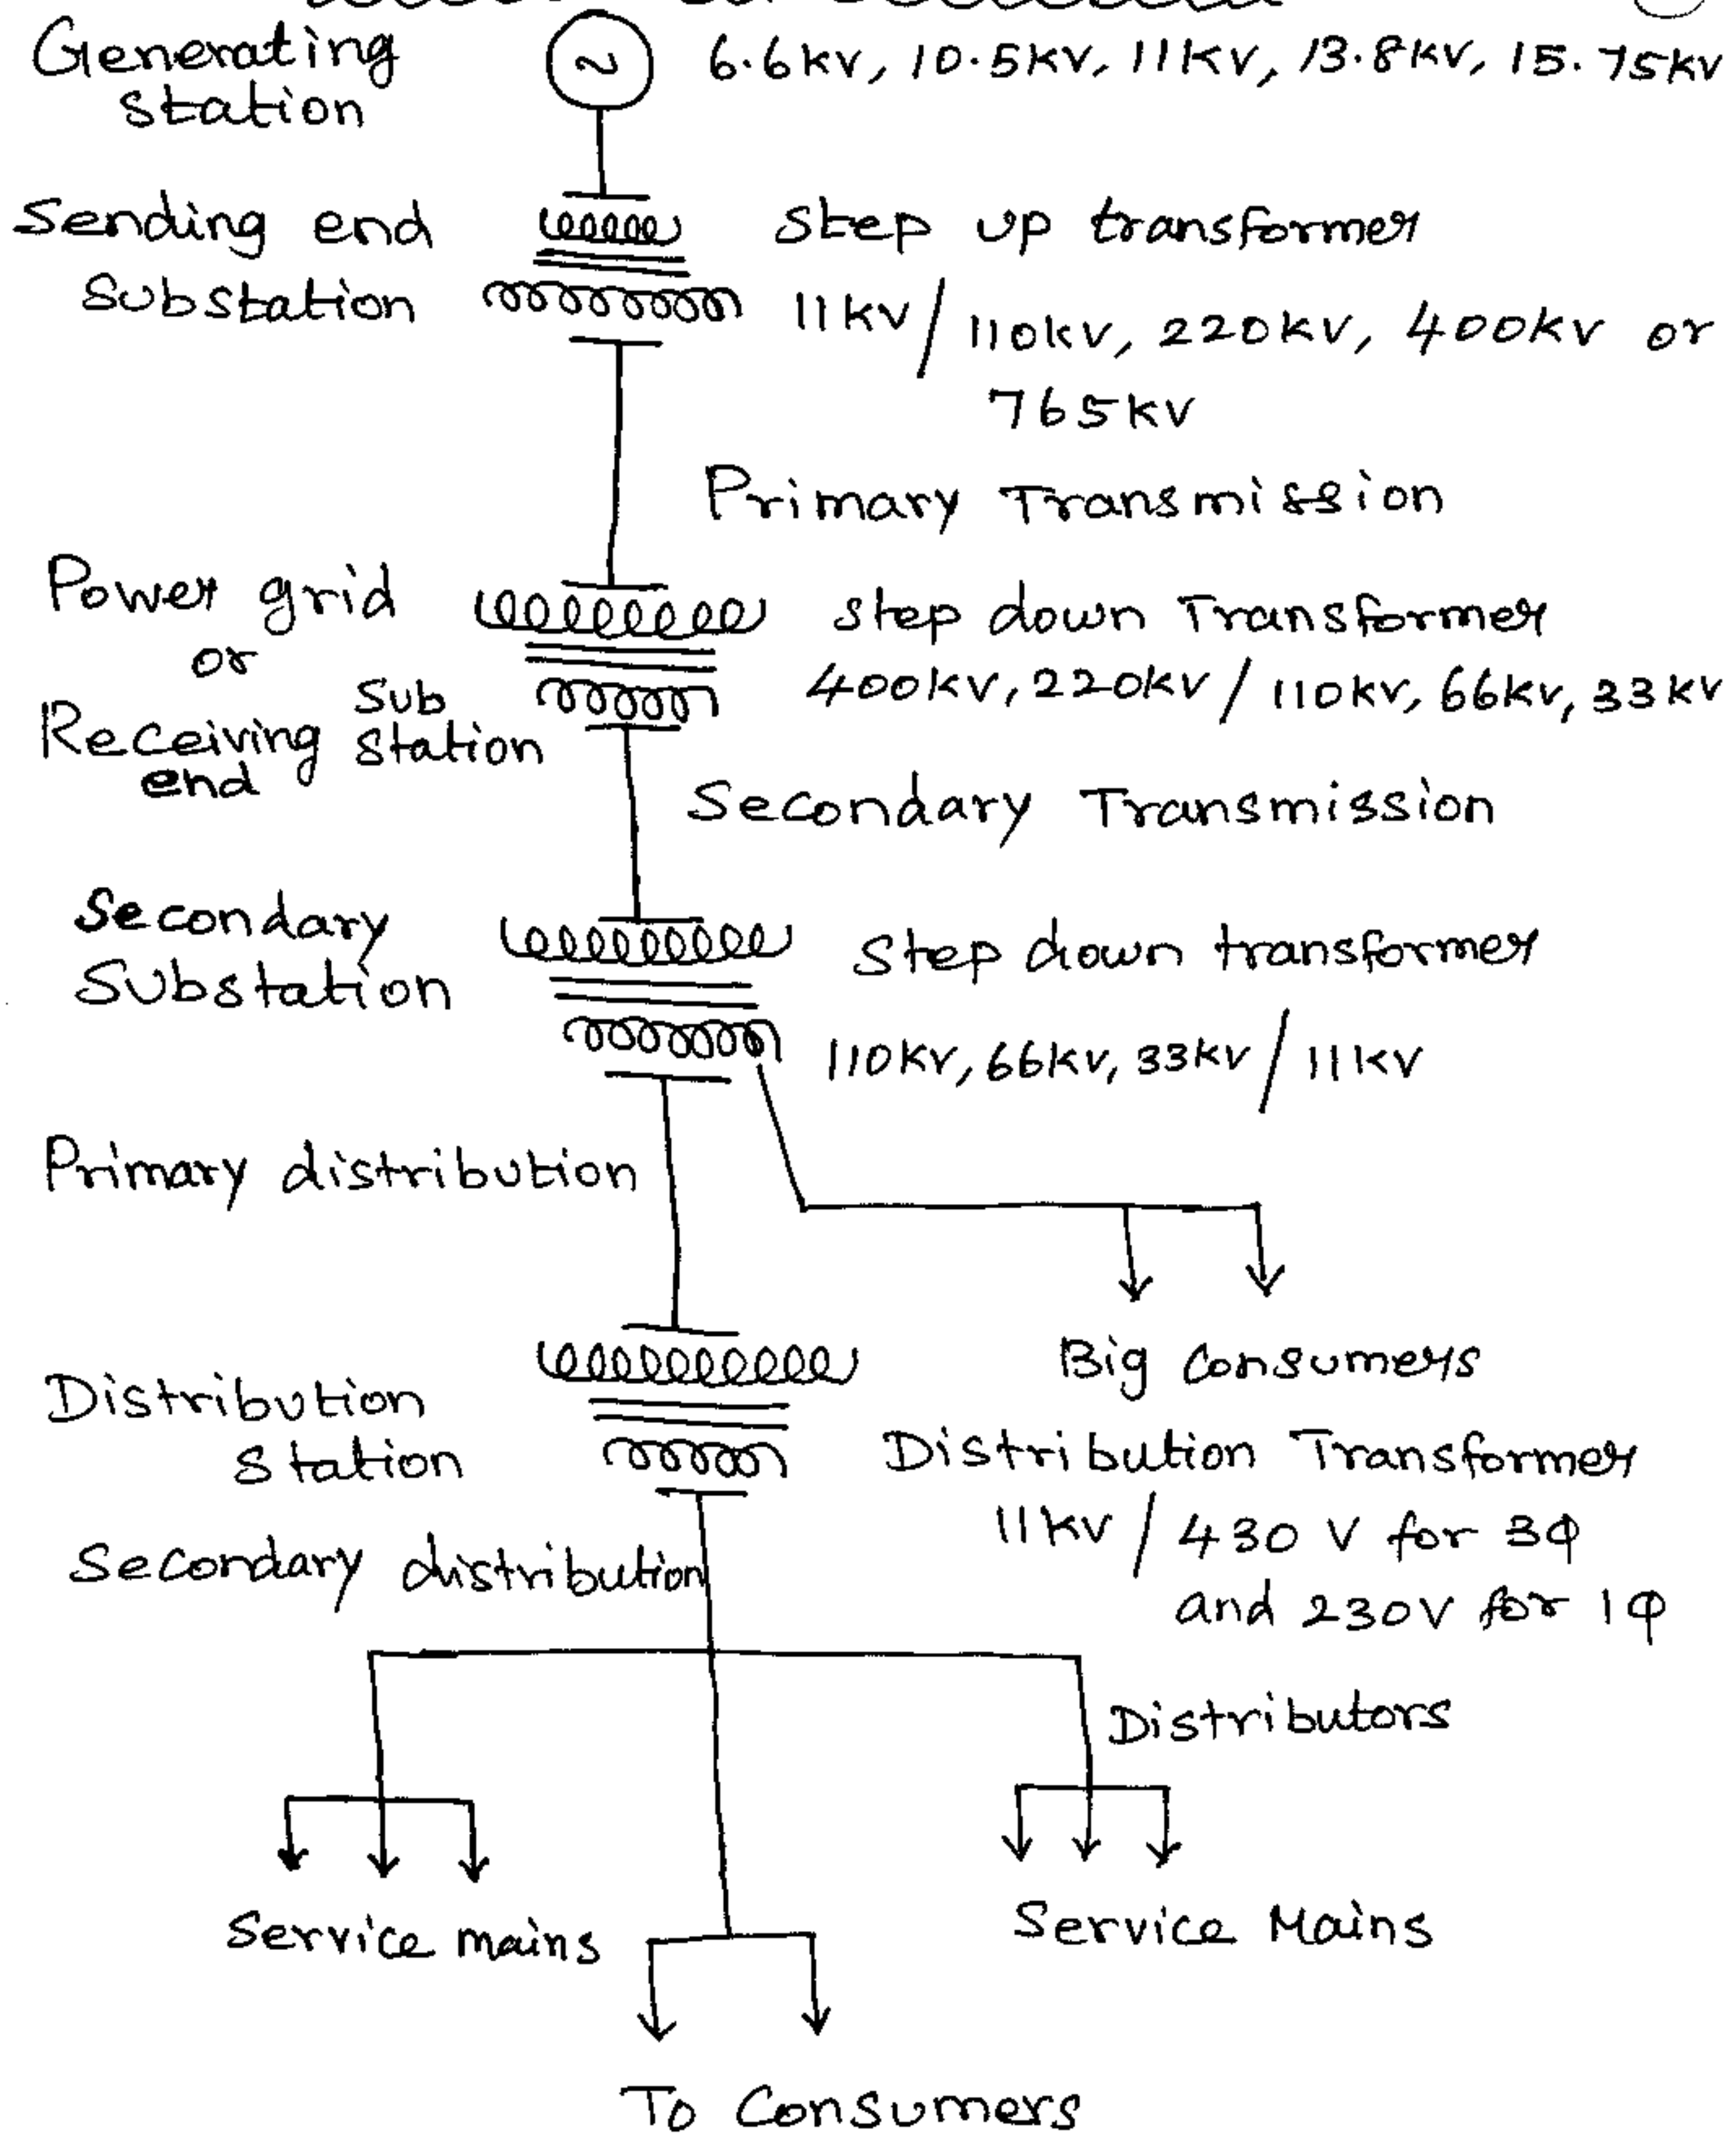 Generating
Station
~
6.6kv, 10.5kv, 11kv, 13.8kv, 15.75kv
Sending end
Substation
Step up transformer
11kv / 110kv, 220kv, 400kv or
765kv
Primary Transmission
Power grid
or
Receiving end Sub Station
Step down Transformer
400kv, 220kv / 110kv, 66kv, 33kv
Secondary Transmission
Secondary
Substation
Step down transformer
110kv, 66kv, 33kv / 11kv
Primary distribution
Big Consumers
Distribution
Station
Distribution Transformer
11kv / 430 V for 3φ
and 230V for 1φ
Secondary distribution
Distributors
Service mains
Service Mains
To Consumers